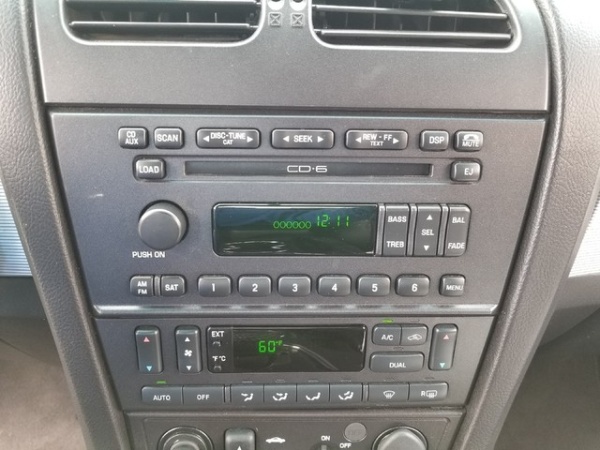 CD AUX SCAN DISC-TUNE CAT SEEK REW - FF TEXT DSP MUTE
LOAD CD·6 EJ
000000 12:11 BASS SEL BAL
TREB FADE
PUSH ON
AM FM SAT 1 2 3 4 5 6 MENU
EXT A/C
°F°C 60°F DUAL
AUTO OFF R
ON
OFF